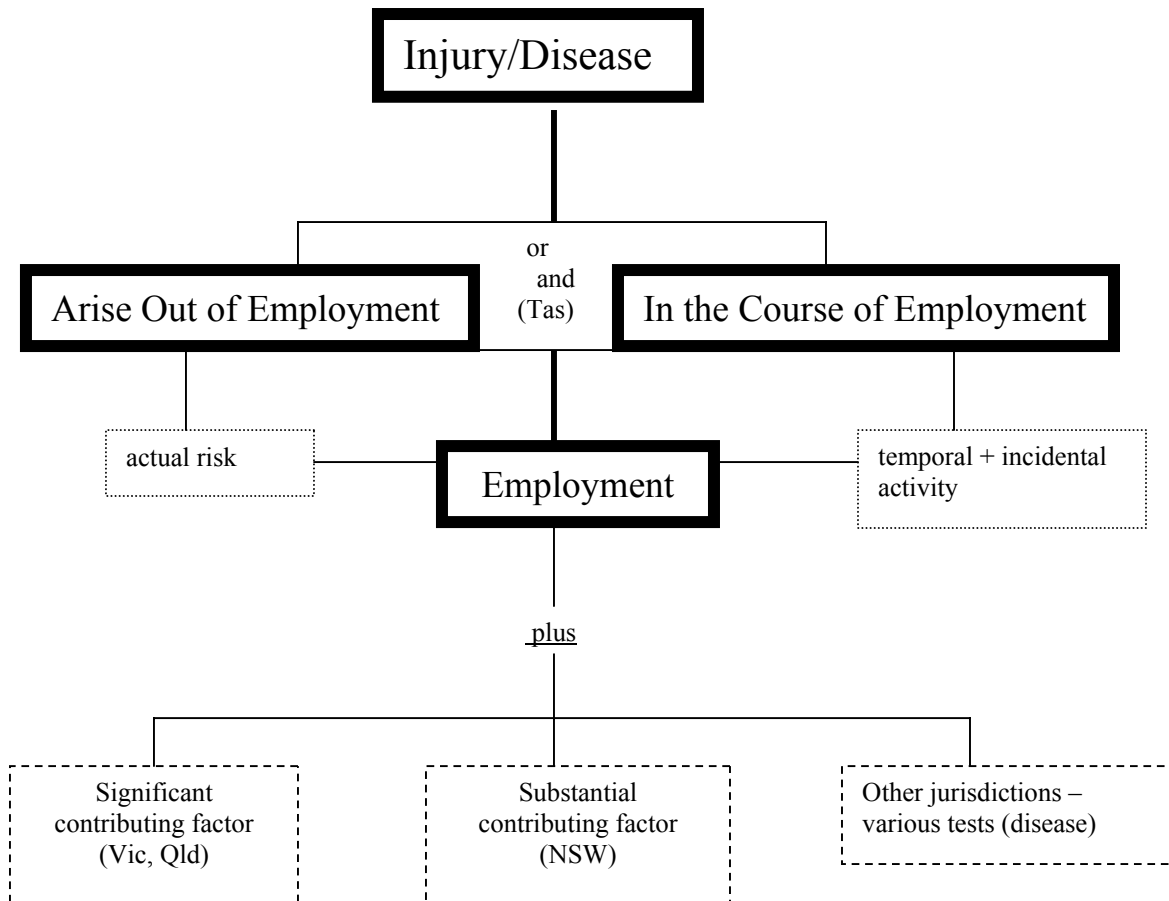 Injury/Disease
or
and
(Tas)
Arise Out of Employment
In the Course of Employment
actual risk
Employment
temporal + incidental
activity
plus
Significant
contributing factor
(Vic, Qld)
Substantial
contributing factor
(NSW)
Other jurisdictions –
various tests (disease)